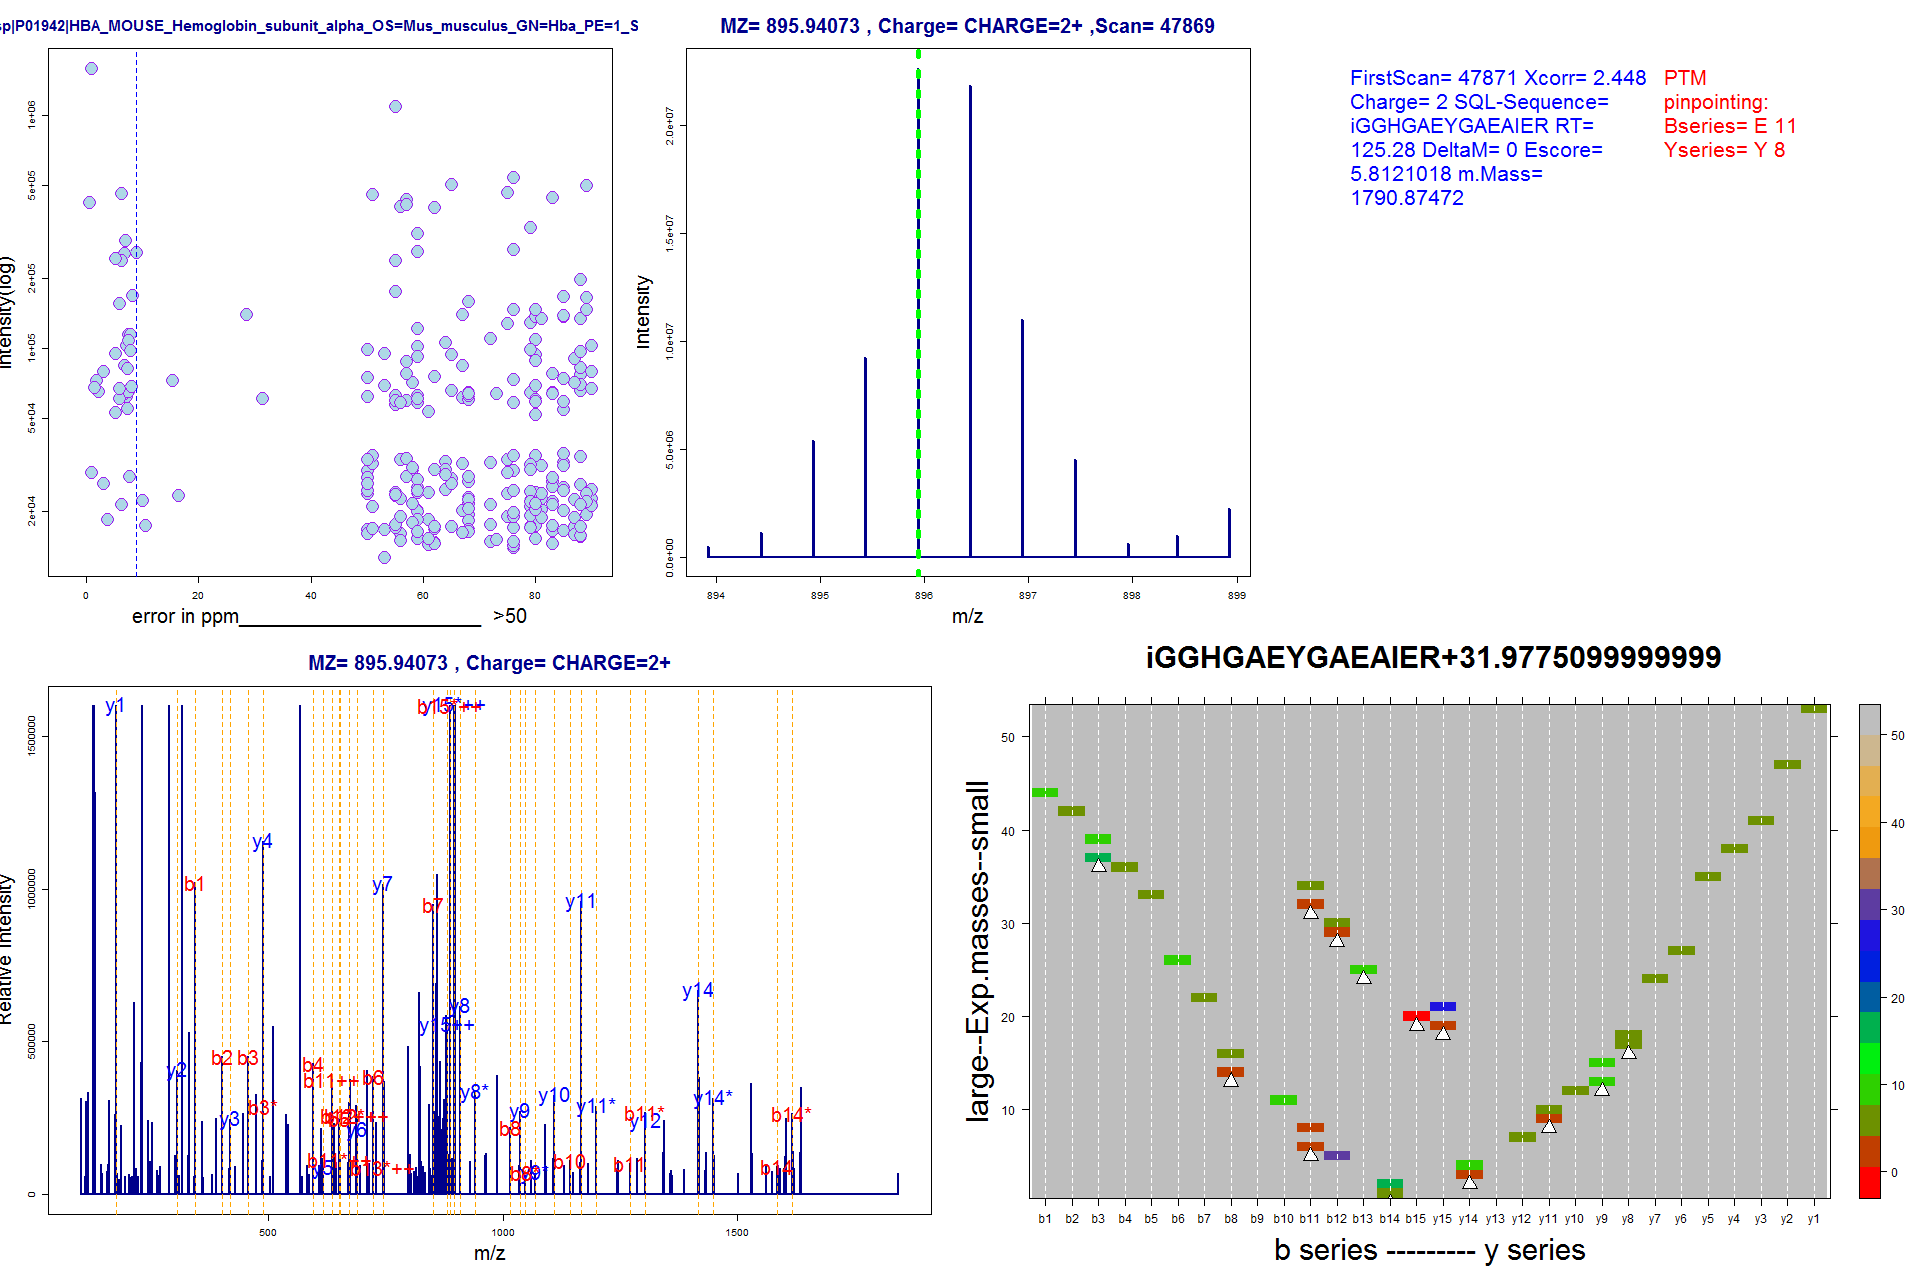 sp|P01942|HBA_MOUSE_Hemoglobin_subunit_alpha_OS=Mus_musculus_GN=Hba_PE=1_S
Intensity(log)
2e+04 5e+04 1e+05 2e+05 5e+05 1e+06
0 20 40 60 80
error in ppm______________________ >50
MZ= 895.94073 , Charge= CHARGE=2+ ,Scan= 47869
Intensity
0.0e+00 5.0e+06 1.0e+07 1.5e+07 2.0e+07
894 895 896 897 898 899
m/z
FirstScan= 47871 Xcorr= 2.448
Charge= 2 SQL-Sequence=
iGGHGAEYGAEAIER RT=
125.28 DeltaM= 0 Escore=
5.8121018 m.Mass=
1790.87472
PTM
pinpointing:
Bseries= E 11
Yseries= Y 8
MZ= 895.94073 , Charge= CHARGE=2+
Relative Intensity
0 500000 1000000 1500000
y1
y4
b1
y7
b7
y11
y14
y8
y15++
b2
b3
y2
b4
b11++
b6
b3*
y3
y8*
y9
y10
y11*
b11*
y12
y14*
b14*
b8
b10
b11
b14
500 1000 1500
m/z
iGGHGAEYGAEAIER+31.9775099999999
large--Exp.masses--small
10 20 30 40 50
b1 b2 b3 b4 b5 b6 b7 b8 b9 b10 b11 b12 b13 b14 b15 y15 y14 y13 y12 y11 y10 y9 y8 y7 y6 y5 y4 y3 y2 y1
b series --------- y series
0 10 20 30 40 50